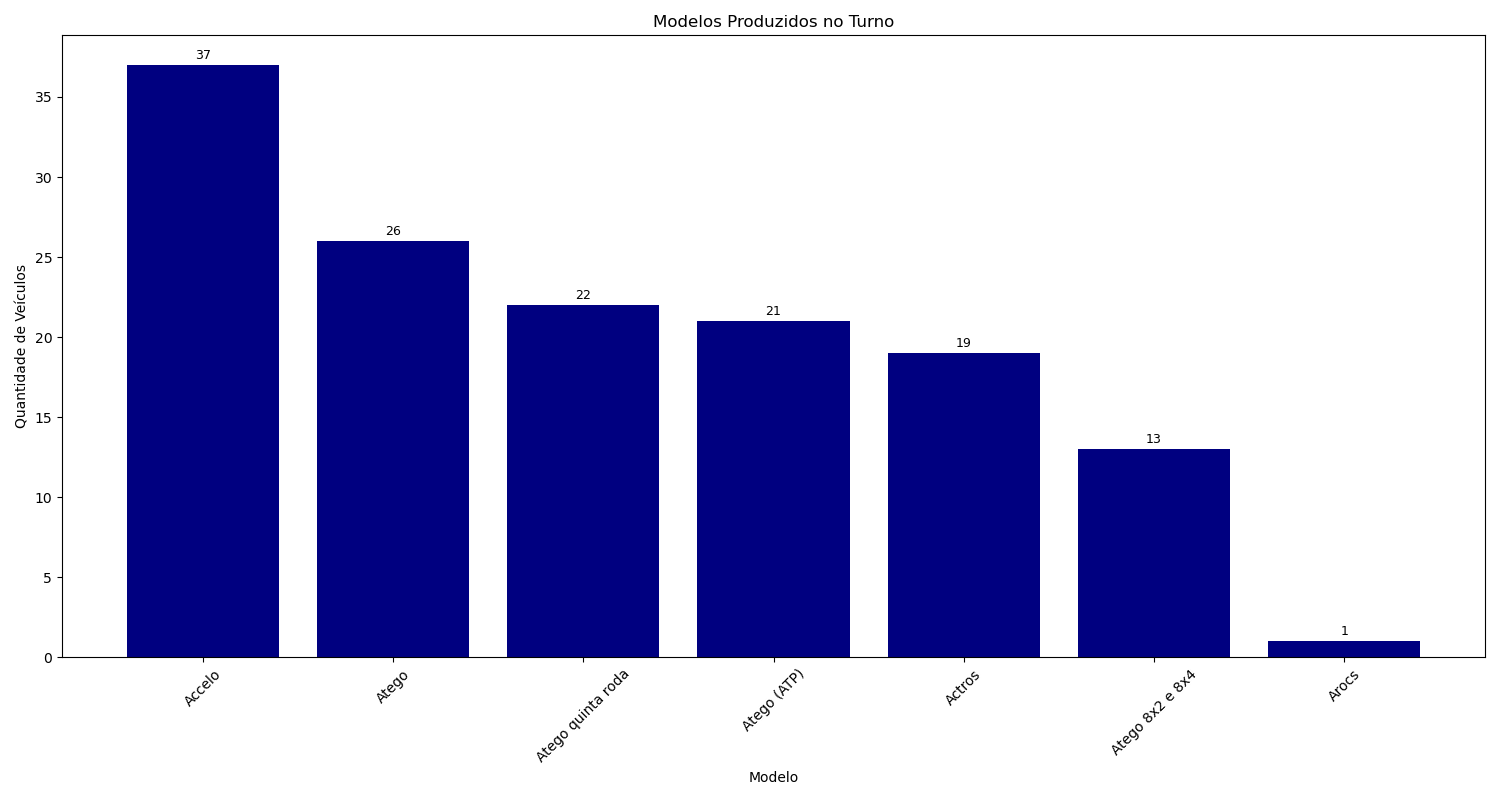 Modelos Produzidos no Turno
Quantidade de Veículos
35
30
25
20
15
10
5
0
37
26
22
21
19
13
1
Accelo
Atego
Atego quinta roda
Atego (ATP)
Actros
Atego 8x2 e 8x4
Arocs
Modelo